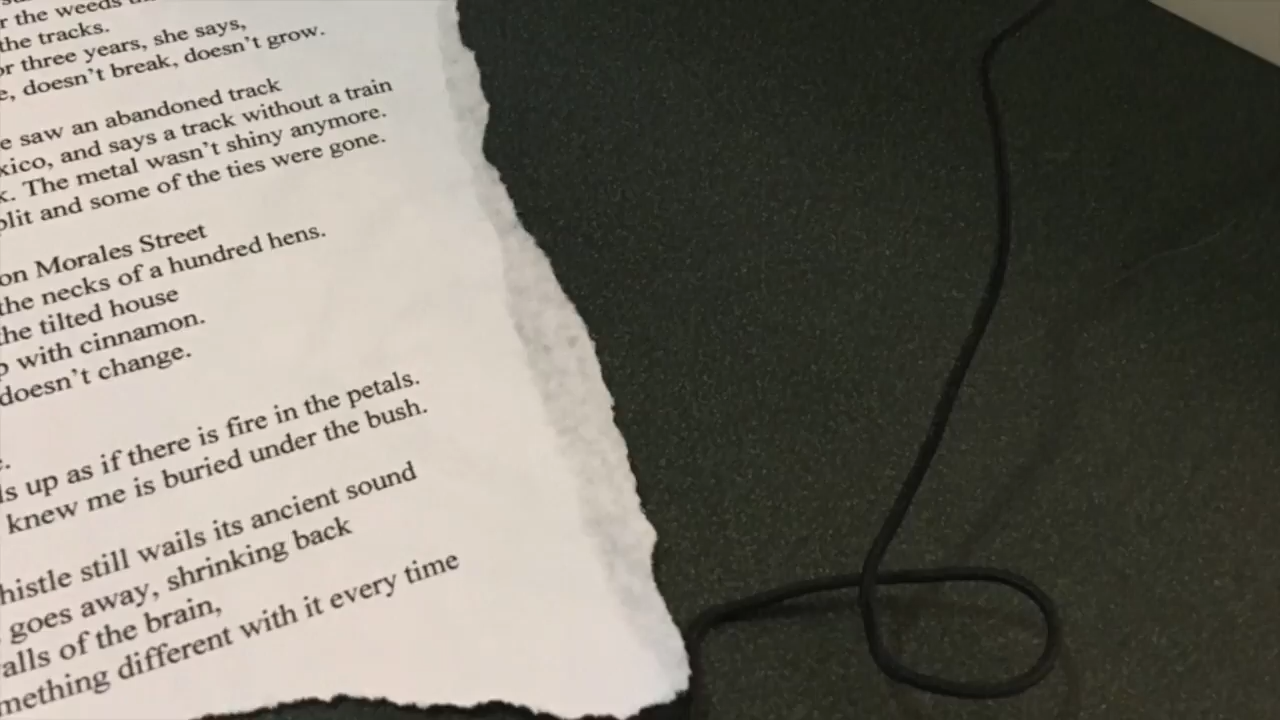 r the weeds
the tracks.
or three years, she says,
e, doesn't break, doesn't grow.
e saw an abandoned track
xico, and says a track without a train
k. The metal wasn't shiny anymore.
plit and some of the ties were gone.
on Morales Street
the necks of a hundred hens.
the tilted house
p with cinnamon.
doesn't change.
e.
ls up as if there is fire in the petals.
knew me is buried under the bush.
histle still wails its ancient sound
goes away, shrinking back
alls of the brain,
mething different with it every time